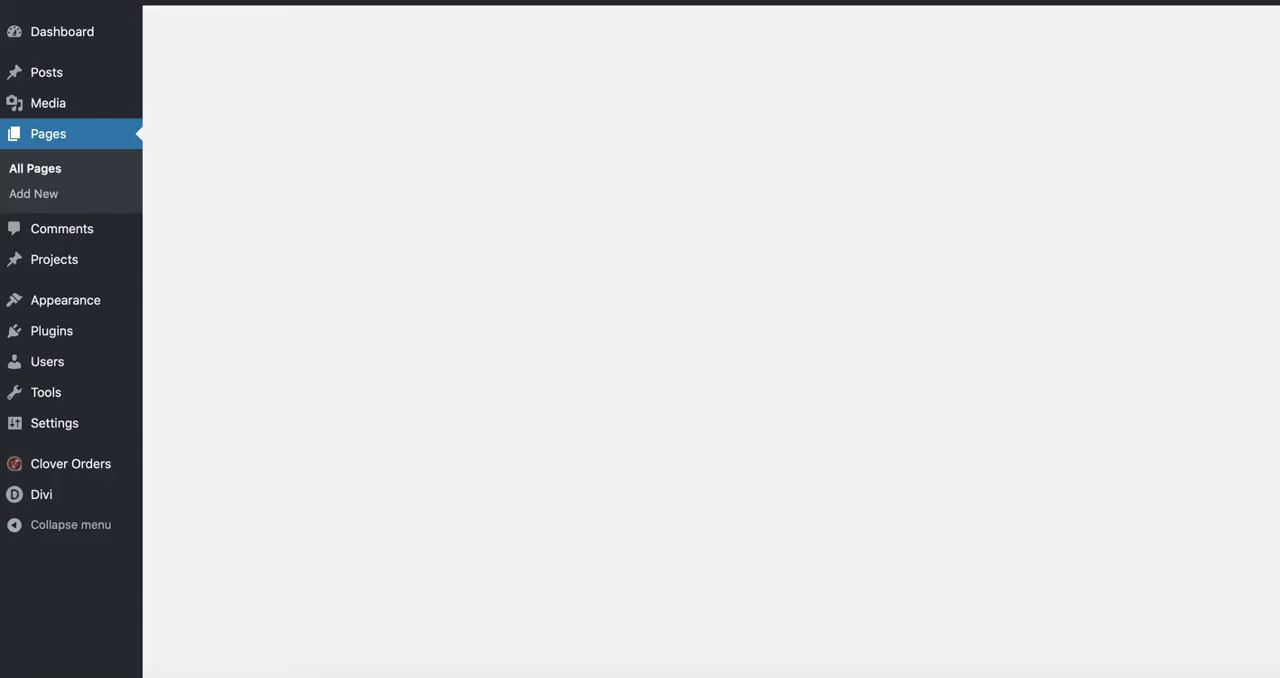 Dashboard
Posts
Media
Pages
All Pages
Add New
Comments
Projects
Appearance
Plugins
Users
Tools
Settings
Clover Orders
D Divi
Collapse menu